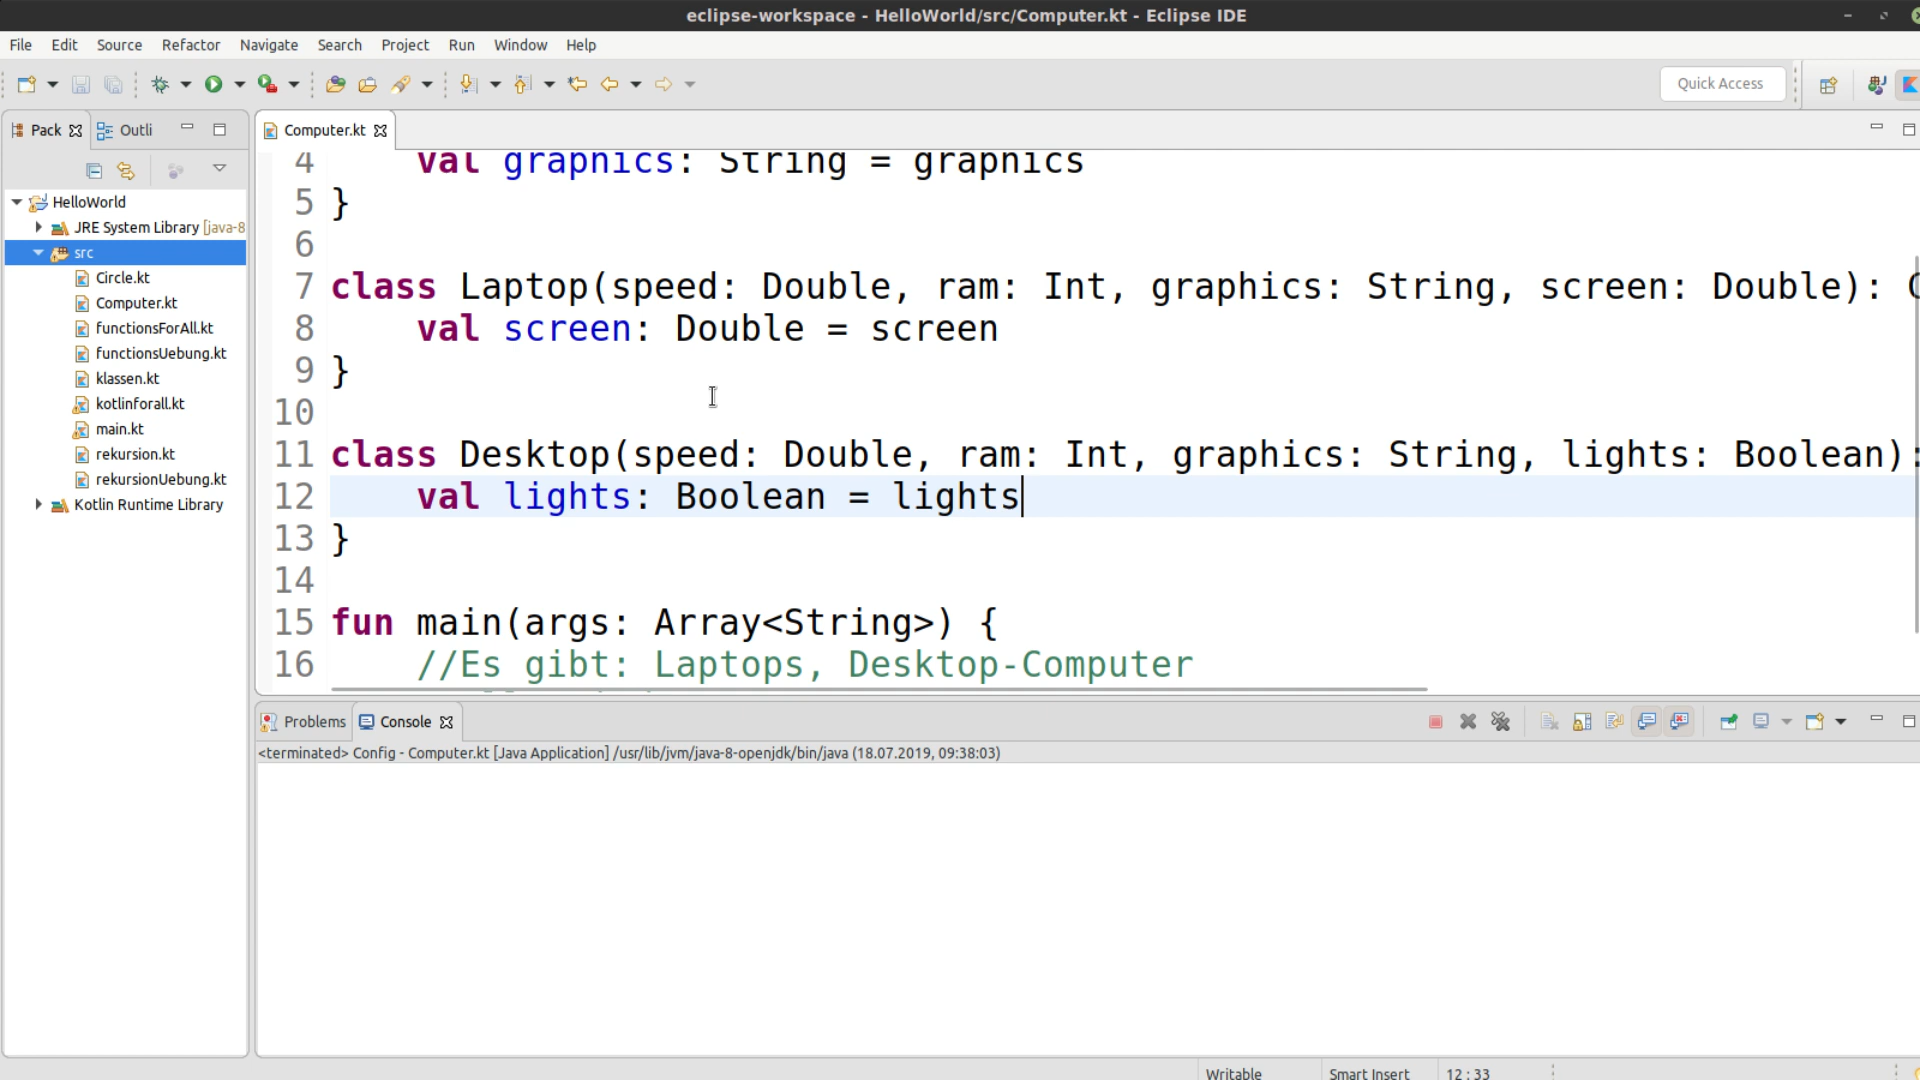 eclipse-workspace - HelloWorld/src/Computer.kt - Eclipse IDE
File Edit Source Refactor Navigate Search Project Run Window Help
Quick Access
Pack Outli
Computer.kt
HelloWorld
JRE System Library [java-8
src
Circle.kt
Computer.kt
functionsForAll.kt
functionsUebung.kt
klassen.kt
kotlinforall.kt
main.kt
rekursion.kt
rekursionUebung.kt
Kotlin Runtime Library
4 val graphics: String = graphics
5 }
6
7 class Laptop(speed: Double, ram: Int, graphics: String, screen: Double):
8 val screen: Double = screen
9 }
10
11 class Desktop(speed: Double, ram: Int, graphics: String, lights: Boolean):
12 val lights: Boolean = lights
13 }
14
15 fun main(args: Array<String>) {
16 //Es gibt: Laptops, Desktop-Computer
Problems Console
<terminated> Config - Computer.kt [Java Application] /usr/lib/jvm/java-8-openjdk/bin/java (18.07.2019, 09:38:03)
Writable Smart Insert 12 : 33